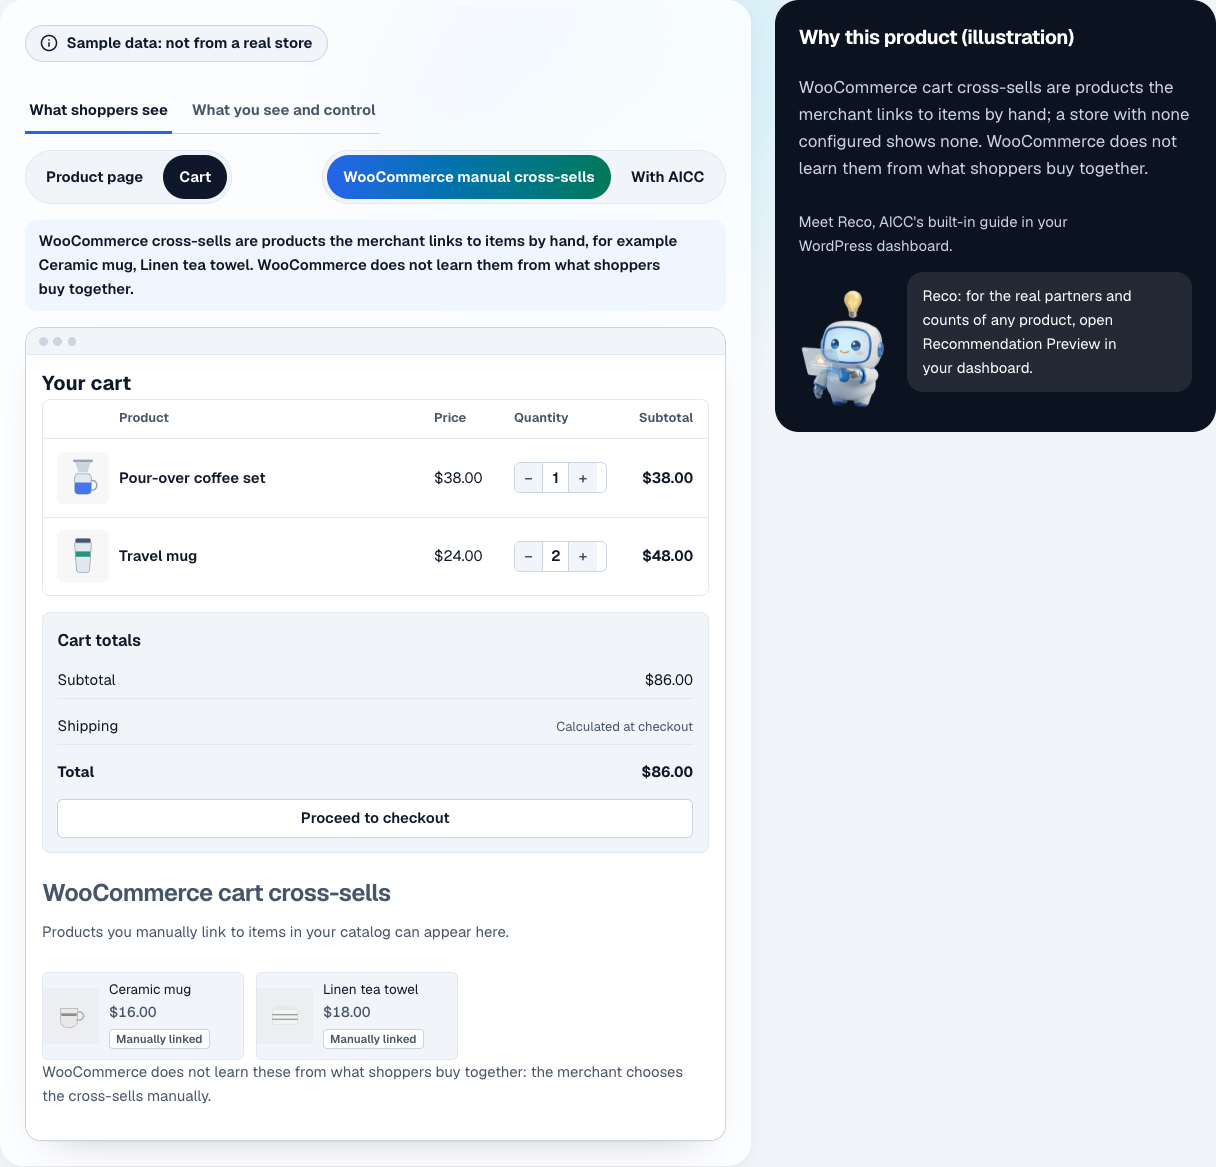 Sample data: not from a real store
What shoppers see
What you see and control
Product page
Cart
WooCommerce manual cross-sells
With AICC
WooCommerce cross-sells are products the merchant links to items by hand, for example
Ceramic mug, Linen tea towel. WooCommerce does not learn them from what shoppers
buy together.
Your cart
Product Price Quantity Subtotal
Pour-over coffee set $38.00 − 1 + $38.00
Travel mug $24.00 − 2 + $48.00
Cart totals
Subtotal $86.00
Shipping Calculated at checkout
Total $86.00
Proceed to checkout
WooCommerce cart cross-sells
Products you manually link to items in your catalog can appear here.
Ceramic mug
$16.00
Manually linked
Linen tea towel
$18.00
Manually linked
WooCommerce does not learn these from what shoppers buy together: the merchant chooses
the cross-sells manually.
Why this product (illustration)
WooCommerce cart cross-sells are products the
merchant links to items by hand; a store with none
configured shows none. WooCommerce does not
learn them from what shoppers buy together.
Meet Reco, AICC's built-in guide in your
WordPress dashboard.
Reco: for the real partners and
counts of any product, open
Recommendation Preview in
your dashboard.